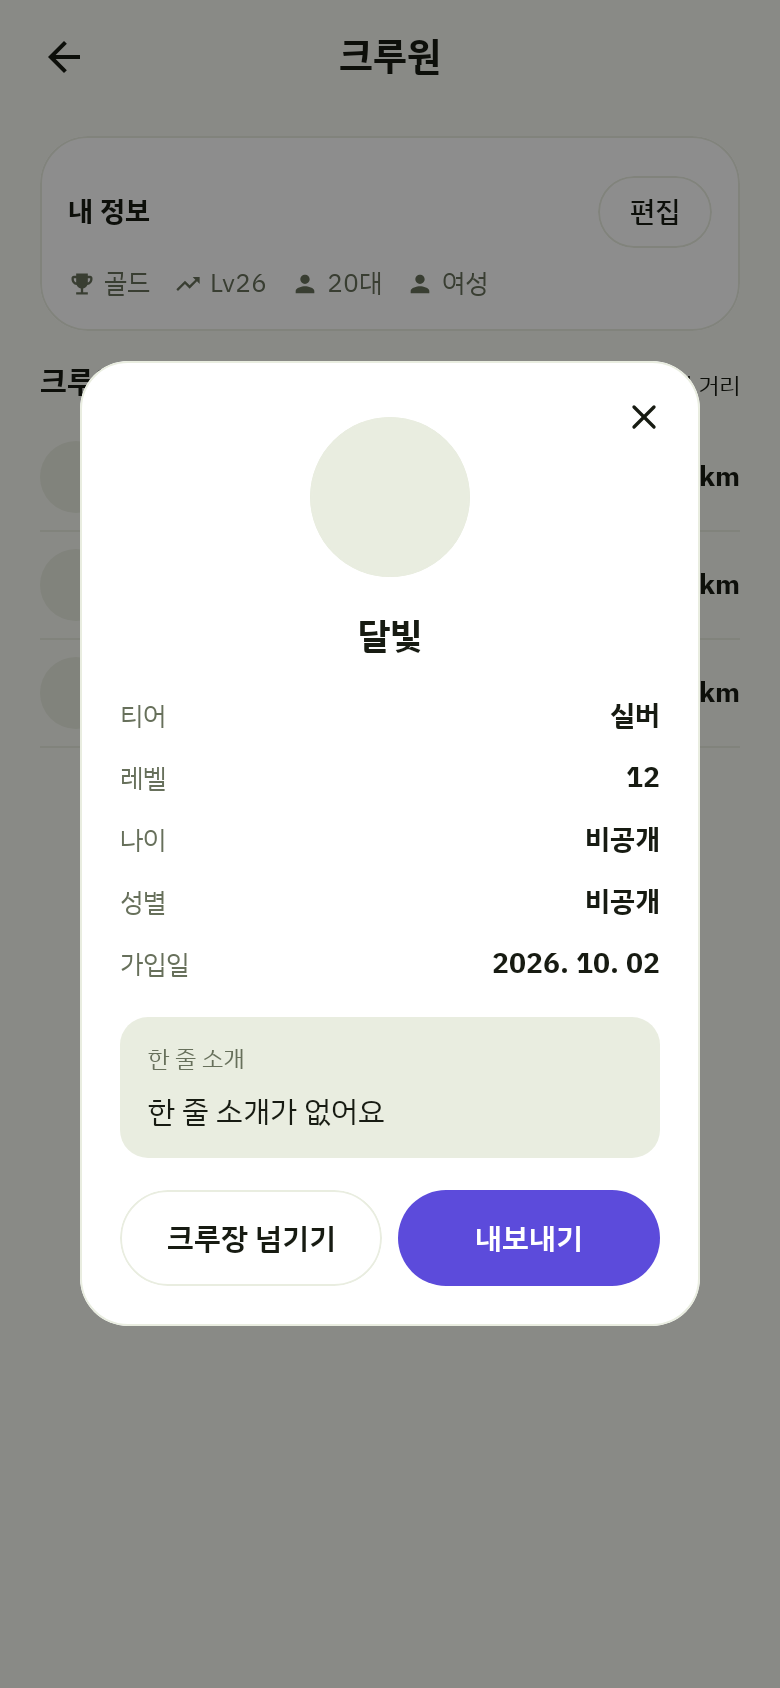 크루원
내 정보
편집
골드 Lv26 20대 여성
거리
km
km
km
달빛
티어 실버
레벨 12
나이 비공개
성별 비공개
가입일 2026. 10. 02
한 줄 소개
한 줄 소개가 없어요
크루장 넘기기 내보내기